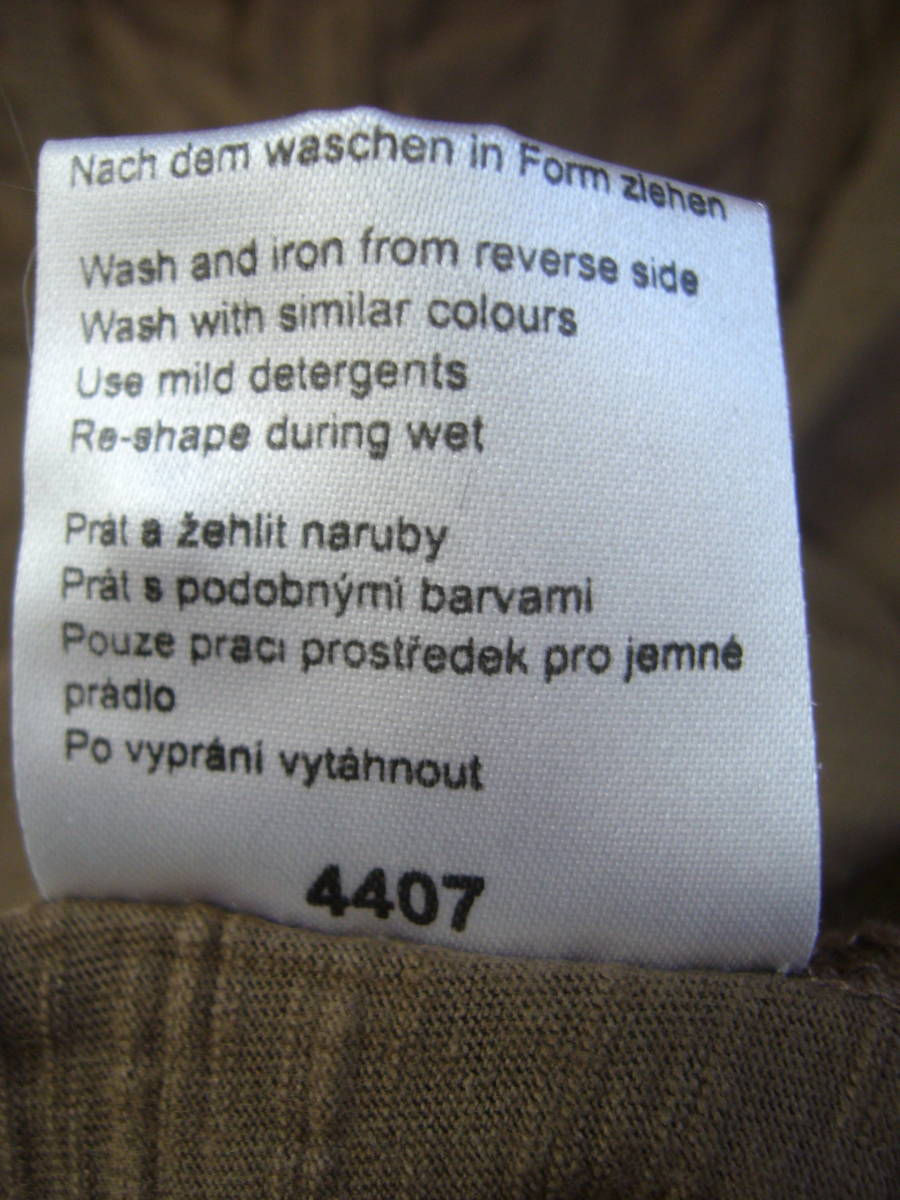 Nach dem waschen in Form ziehen
Wash and iron from reverse side
Wash with similar colours
Use mild detergents
Re-shape during wet
Prát a žehlit naruby
Prát s podobnými barvami
Pouze prací prostředek pro jemné
prádlo
Po vyprání vytáhnout
4407